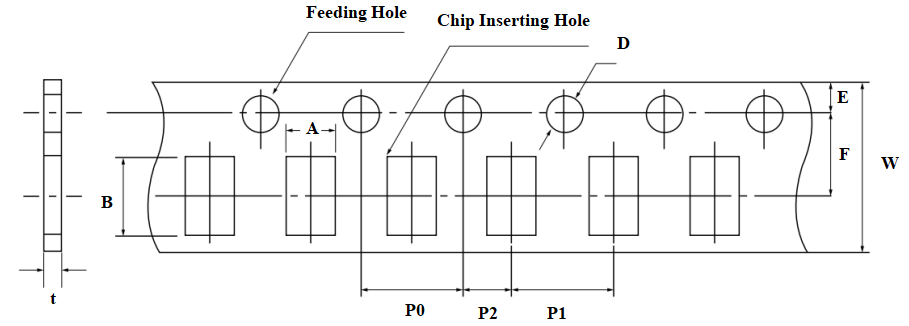 Feeding Hole
Chip Inserting Hole
D
E
A
F
W
B
t
P0
P2
P1